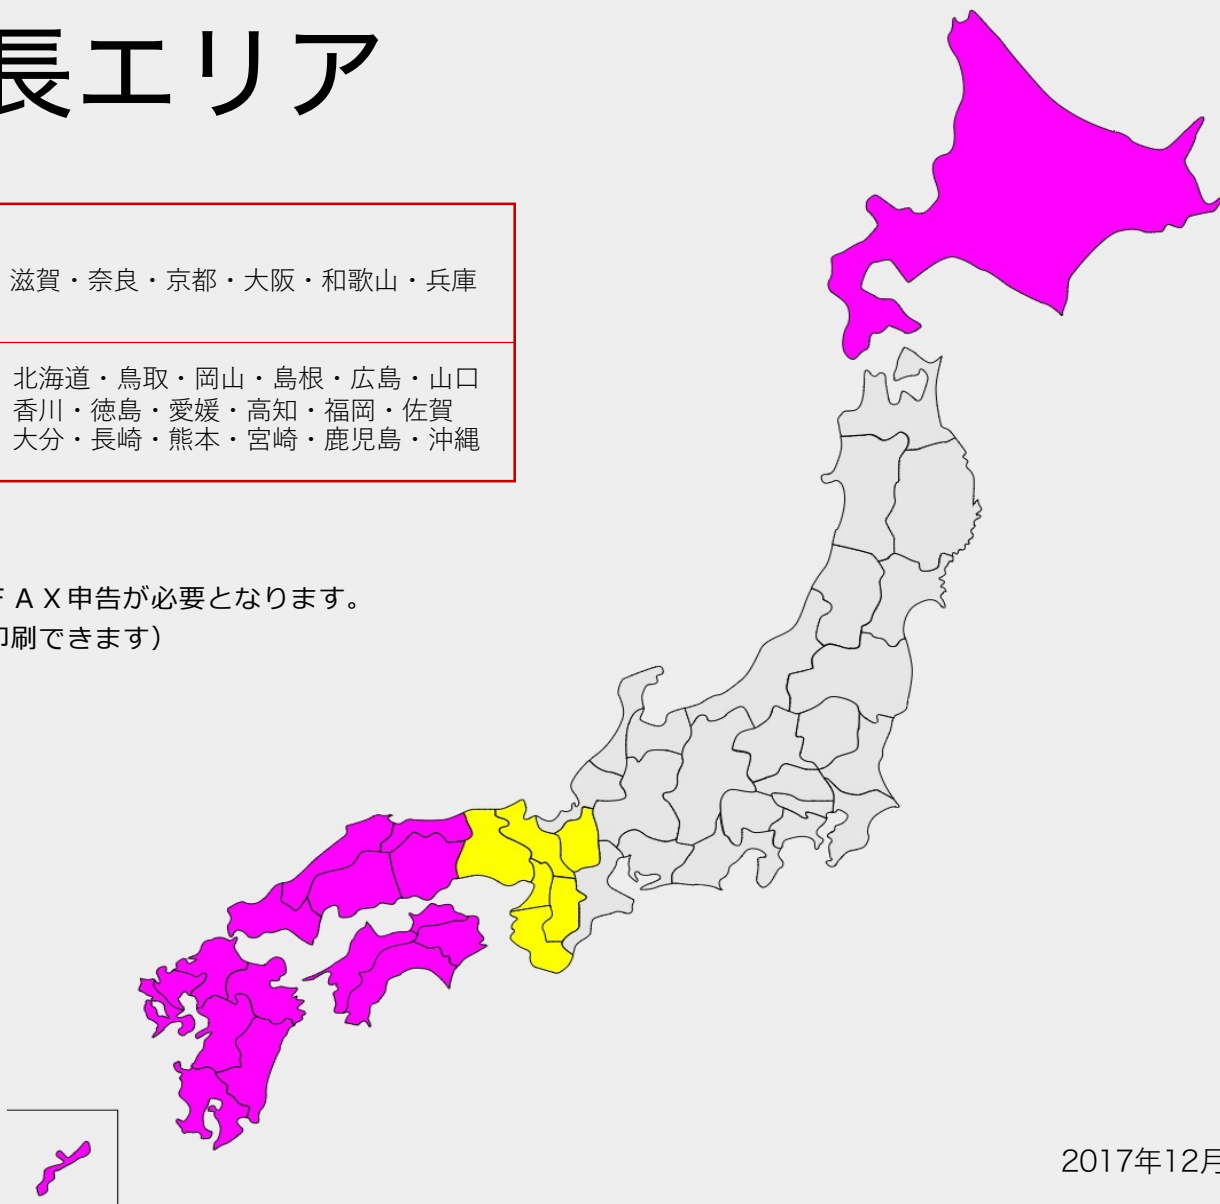 長エリア
滋賀・奈良・京都・大阪・和歌山・兵庫
北海道・鳥取・岡山・島根・広島・山口
香川・徳島・愛媛・高知・福岡・佐賀
大分・長崎・熊本・宮崎・鹿児島・沖縄
ＦＡＸ申告が必要となります。
印刷できます）
2017年12月